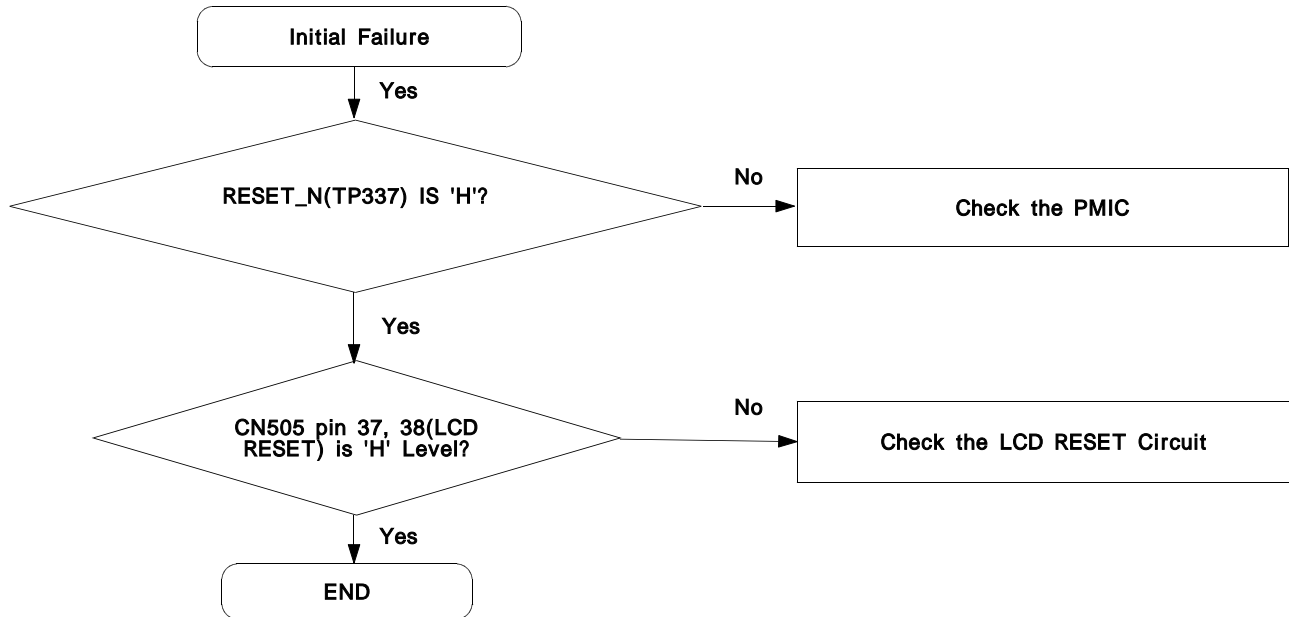 Initial Failure
Yes
RESET_N(TP337) IS 'H'?
No
Check the PMIC
Yes
CN505 pin 37, 38(LCD
RESET) is 'H' Level?
No
Check the LCD RESET Circuit
Yes
END